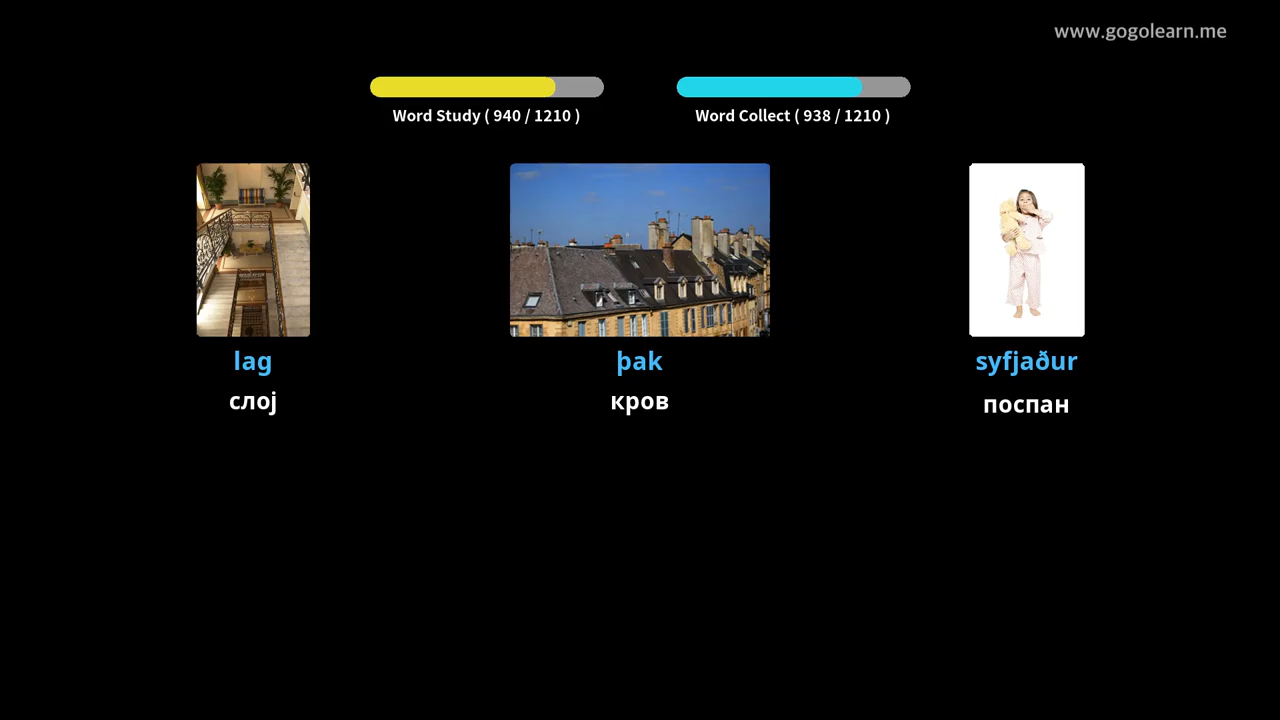 www.gogolearn.me
Word Study ( 940 / 1210 )
Word Collect ( 938 / 1210 )
lag
þak
syfjaður
слој
кров
поспан